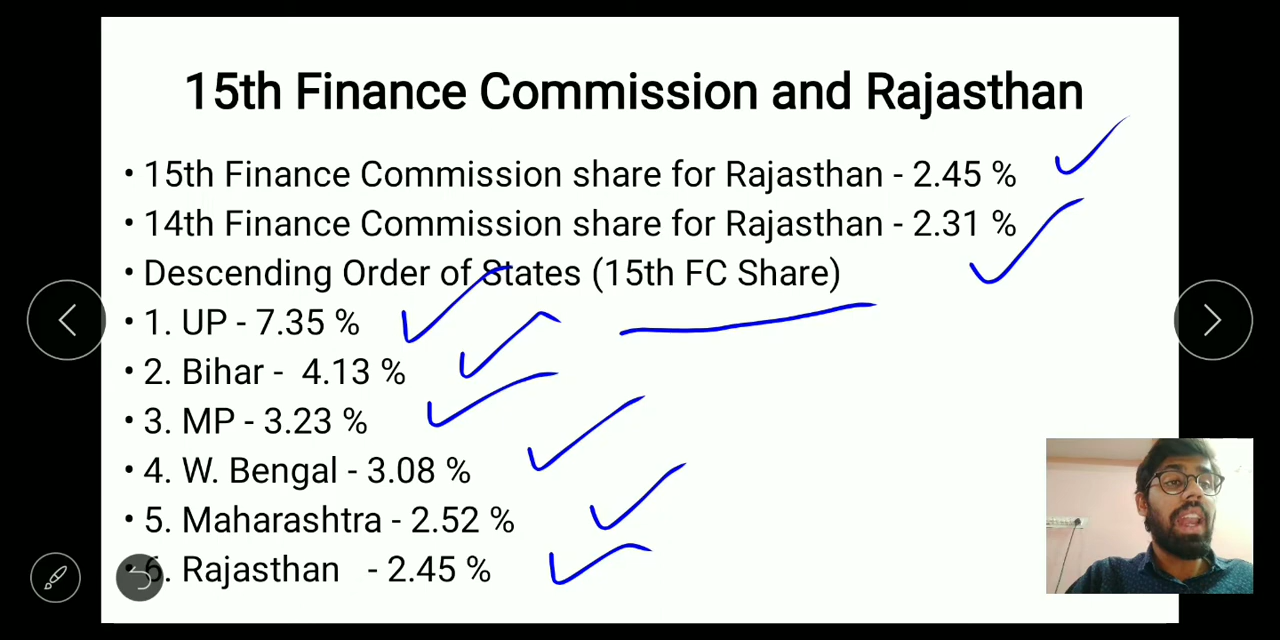 15th Finance Commission and Rajasthan
• 15th Finance Commission share for Rajasthan - 2.45 %
• 14th Finance Commission share for Rajasthan - 2.31 %
• Descending Order of States (15th FC Share)
• 1. UP - 7.35 %
• 2. Bihar - 4.13 %
• 3. MP - 3.23 %
• 4. W. Bengal - 3.08 %
• 5. Maharashtra - 2.52 %
• 6. Rajasthan - 2.45 %